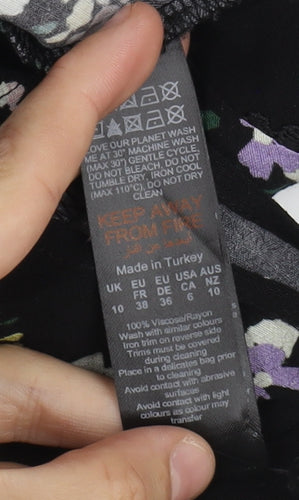 LOVE OUR PLANET WASH
ME AT 30° MACHINE WASH
(MAX 30°) GENTLE CYCLE,
DO NOT BLEACH, DO NOT
TUMBLE DRY, IRON COOL
(MAX 110°C), DO NOT DRY
CLEAN
KEEP AWAY
FROM FIRE
Made in Turkey
UK EU EU USA AUS
FR DE CA NZ
10 38 36 6 10
100% Viscose/Rayon
Wash with similar colours
Iron trim on reverse side
Trims must be covered
during cleaning
Place in a delicates bag prior
to cleaning
Avoid contact with abrasive
surfaces
Avoid contact with light
colours as colour may
transfer